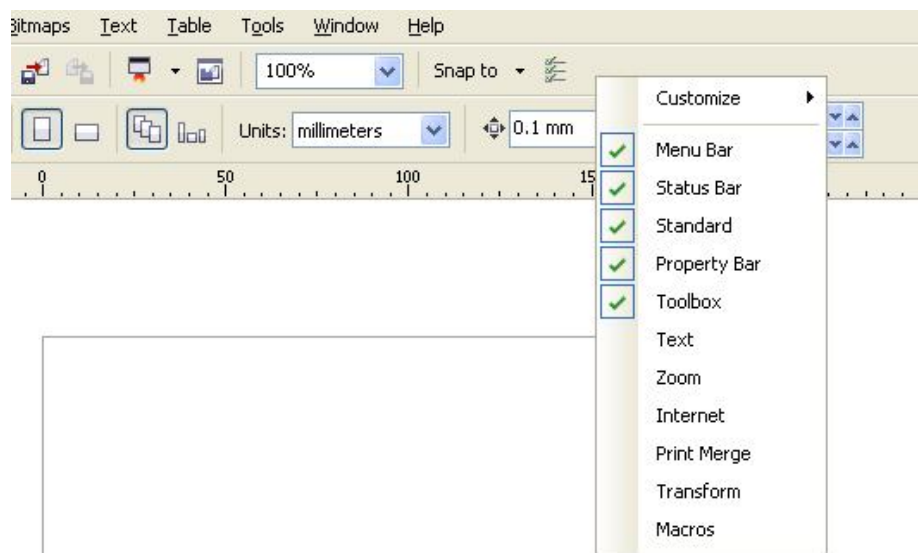 Bitmaps Text Table Tools Window Help
100% Snap to
Units: millimeters 0.1 mm
0 50 100 15
Customize
Menu Bar
Status Bar
Standard
Property Bar
Toolbox
Text
Zoom
Internet
Print Merge
Transform
Macros